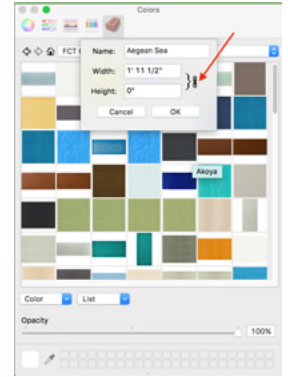 Colors
FCT
Name: Aegean Sea
Width: 1' 11 1/2"
Height: 0"
Cancel OK
Akoya
Color List
Opacity
100%